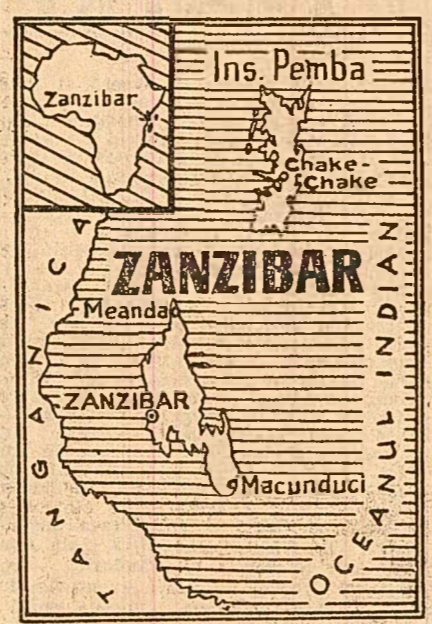 Zanzibar
Ins. Pemba
Chake-
Chake
ZANZIBAR
Meanda
ZANZIBAR
Macunduci
TANGANICA
OCEANUL INDIAN